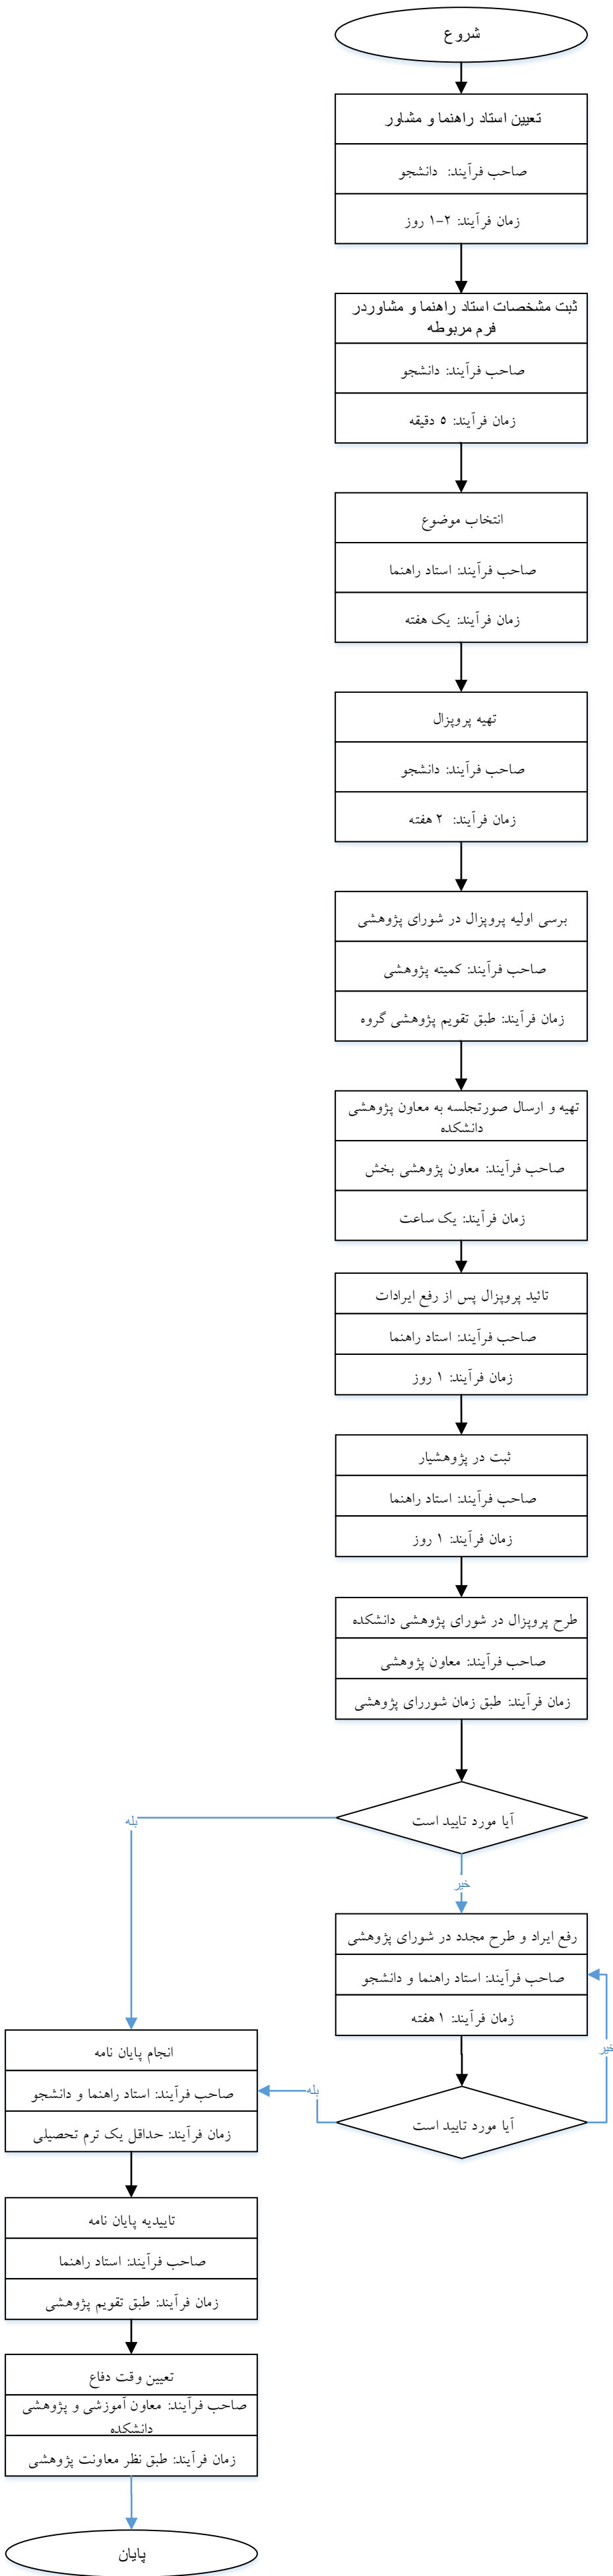 شروع
تعیین استاد راهنما و مشاور
صاحب فرآیند: دانشجو
زمان فرآیند: ۲-۱ روز
ثبت مشخصات استاد راهنما و مشاوردر
فرم مربوطه
صاحب فرآیند: دانشجو
زمان فرآیند: ۵ دقیقه
انتخاب موضوع
صاحب فرآیند: استاد راهنما
زمان فرآیند: یک هفته
تهیه پروپزال
صاحب فرآیند: دانشجو
زمان فرآیند: ۲ هفته
برسی اولیه پروپزال در شورای پژوهشی
صاحب فرآیند: کمیته پژوهشی
زمان فرآیند: طبق تقویم پژوهشی گروه
تهیه و ارسال صورتجلسه به معاون پژوهشی
دانشکده
صاحب فرآیند: معاون پژوهشی بخش
زمان فرآیند: یک ساعت
تائید پروپزال پس از رفع ایرادات
صاحب فرآیند: استاد راهنما
زمان فرآیند: ۱ روز
ثبت در پژوهشیار
صاحب فرآیند: استاد راهنما
زمان فرآیند: ۱ روز
طرح پروپزال در شورای پژوهشی دانشکده
صاحب فرآیند: معاون پژوهشی
زمان فرآیند: طبق زمان شوررای پژوهشی
آیا مورد تایید است
بله
خیر
رفع ایراد و طرح مجدد در شورای پژوهشی
صاحب فرآیند: استاد راهنما و دانشجو
زمان فرآیند: ۱ هفته
خیر
آیا مورد تایید است
بله
انجام پایان نامه
صاحب فرآیند: استاد راهنما و دانشجو
زمان فرآیند: حداقل یک ترم تحصیلی
تاییدیه پایان نامه
صاحب فرآیند: استاد راهنما
زمان فرآیند: طبق تقویم پژوهشی
تعیین وقت دفاع
صاحب فرآیند: معاون آموزشی و پژوهشی
دانشکده
زمان فرآیند: طبق نظر معاونت پژوهشی
پایان